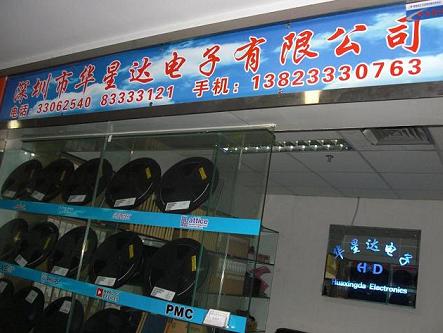 深圳市华星达电子有限公司
电话: 33062540 83333121 手机: 13823330763
Lattice
PMC
华星达电子
HXD
Huaxingda Electronics